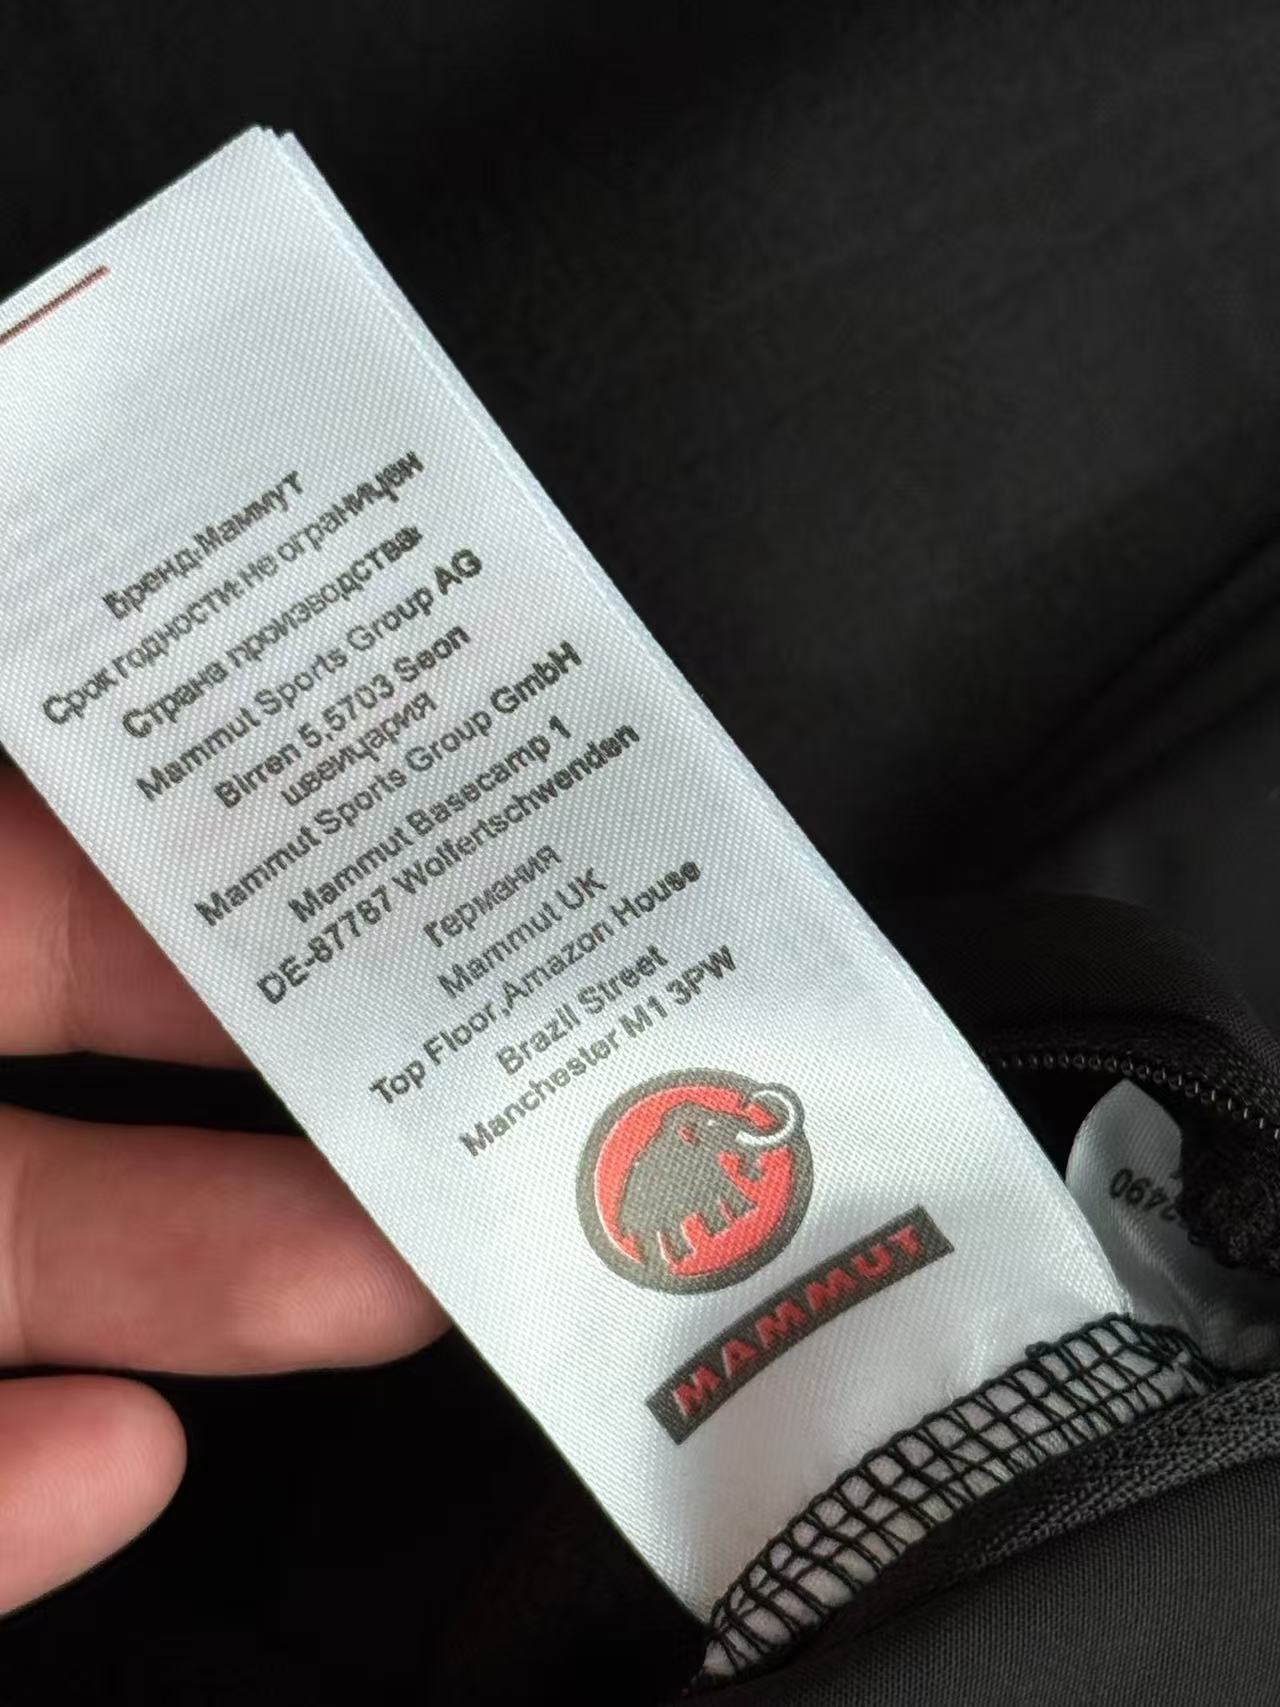 Бренд:Маммут
Срок годности: не ограничен
Страна производства:
Mammut Sports Group AG
Birren 5,5703 Seon
швейцария
Mammut Sports Group GmbH
Mammut Basecamp 1
DE-87787 Wolfertschwenden
Германия
Mammut UK
Top Floor,Amazon House
Brazil Street
Manchester M1 3PW
MAMMUT